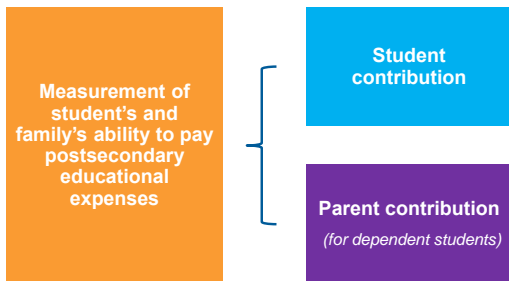 Measurement of
student's and
family's ability to pay
postsecondary
educational
expenses
Student
contribution
Parent contribution
(for dependent students)